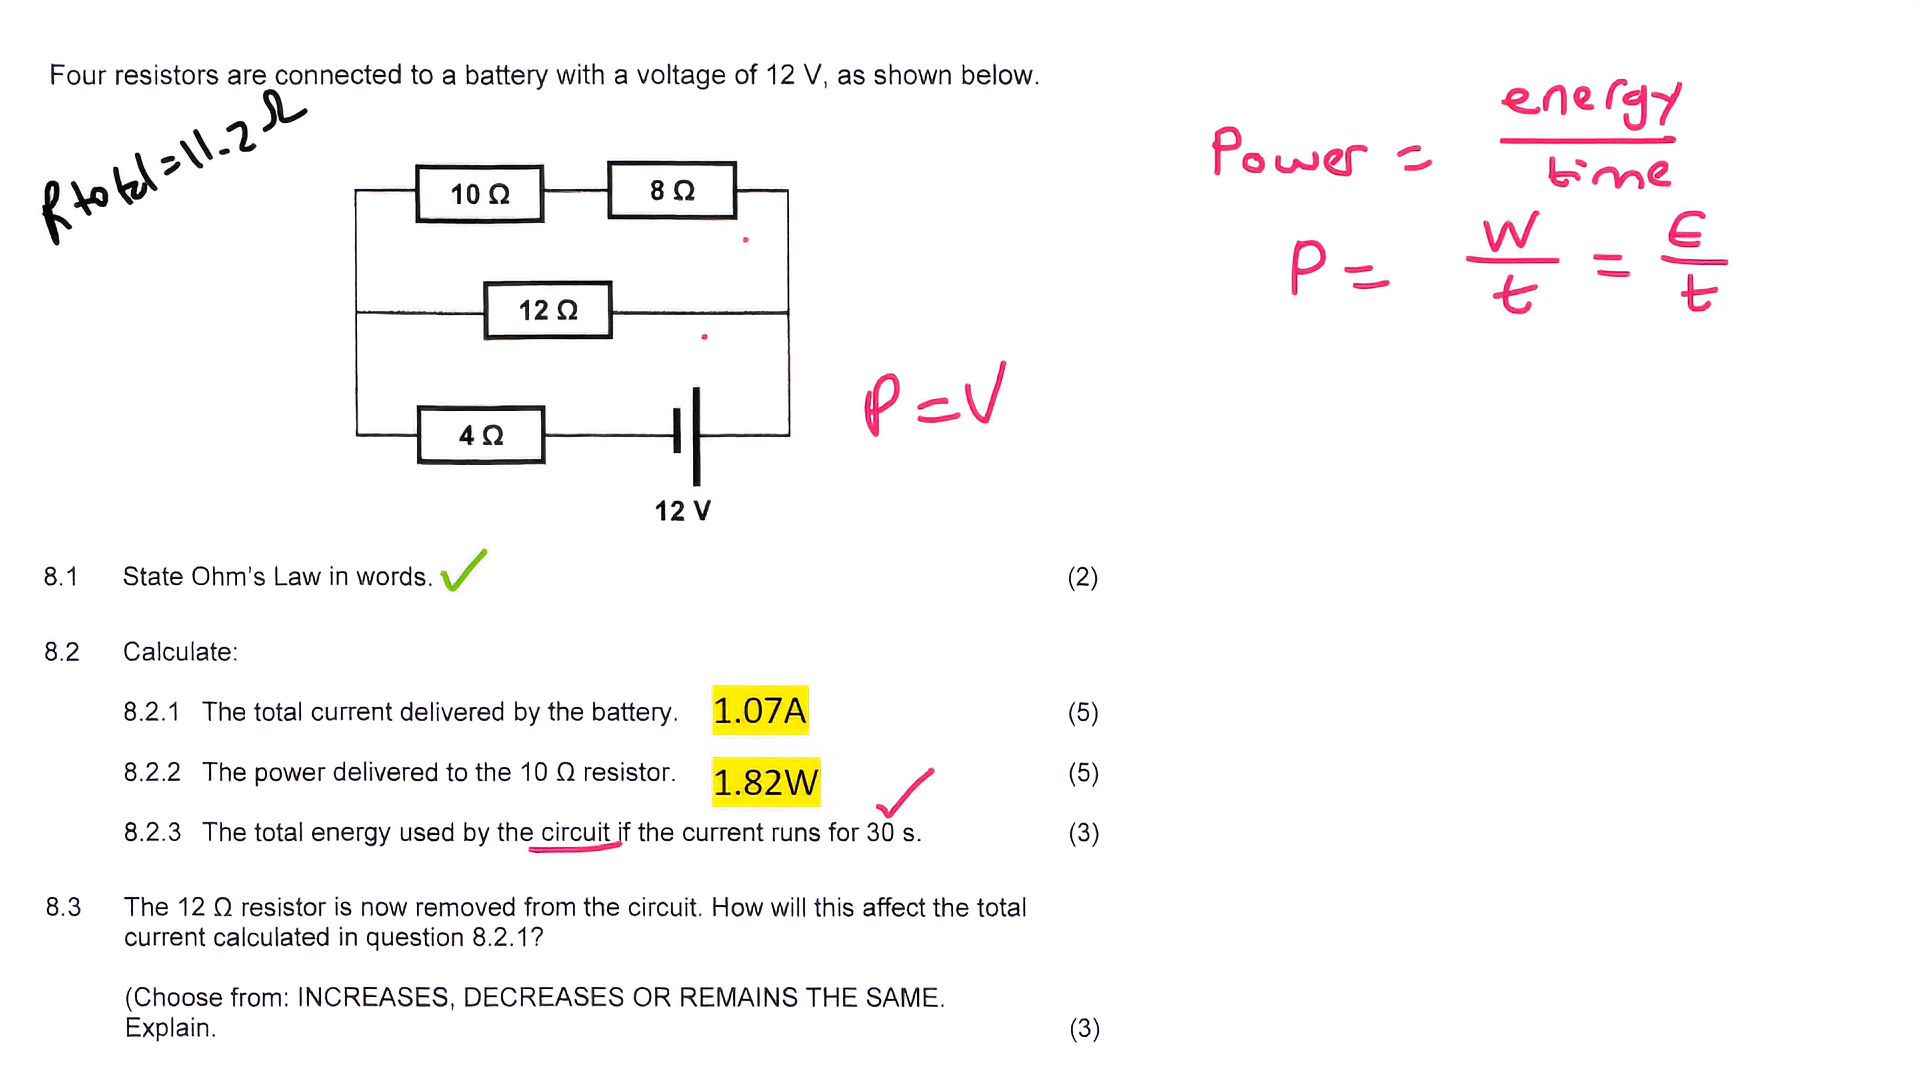 Four resistors are connected to a battery with a voltage of 12 V, as shown below.
R total = 11.2 Ω
Power = energy / time
P = W / t = E / t
10 Ω
8 Ω
12 Ω
P = V
4 Ω
12 V
8.1 State Ohm's Law in words. (2)
8.2 Calculate:
8.2.1 The total current delivered by the battery. 1.07A (5)
8.2.2 The power delivered to the 10 Ω resistor. 1.82W (5)
8.2.3 The total energy used by the circuit if the current runs for 30 s. (3)
8.3 The 12 Ω resistor is now removed from the circuit. How will this affect the total
current calculated in question 8.2.1?
(Choose from: INCREASES, DECREASES OR REMAINS THE SAME.
Explain. (3)